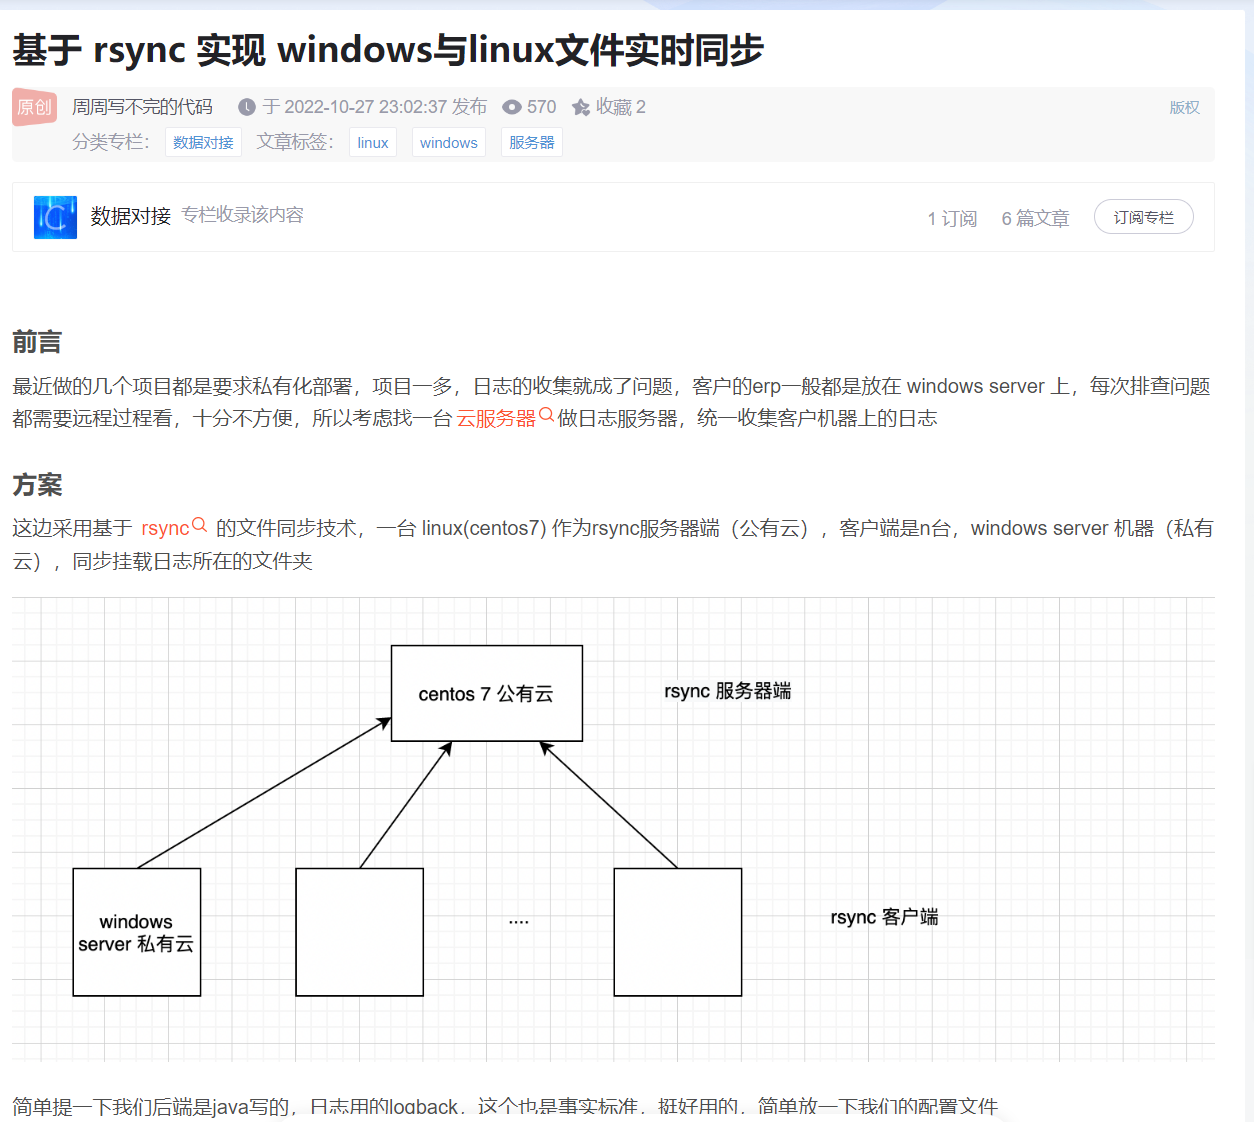 基于 rsync 实现 windows与linux文件实时同步
原创 周周写不完的代码 于 2022-10-27 23:02:37 发布 570 收藏 2 版权
分类专栏： 数据对接 文章标签： linux windows 服务器
数据对接 专栏收录该内容 1 订阅 6 篇文章 订阅专栏
前言
最近做的几个项目都是要求私有化部署，项目一多，日志的收集就成了问题，客户的erp一般都是放在 windows server 上，每次排查问题
都需要远程过程看，十分不方便，所以考虑找一台 云服务器 做日志服务器，统一收集客户机器上的日志
方案
这边采用基于 rsync 的文件同步技术，一台 linux(centos7) 作为rsync服务器端（公有云），客户端是n台，windows server 机器（私有
云），同步挂载日志所在的文件夹
centos 7 公有云
rsync 服务器端
windows
server 私有云
....
rsync 客户端
简单提一下我们后端是java写的，日志用的logback，这个也是事实标准，挺好用的，简单放一下我们的配置文件